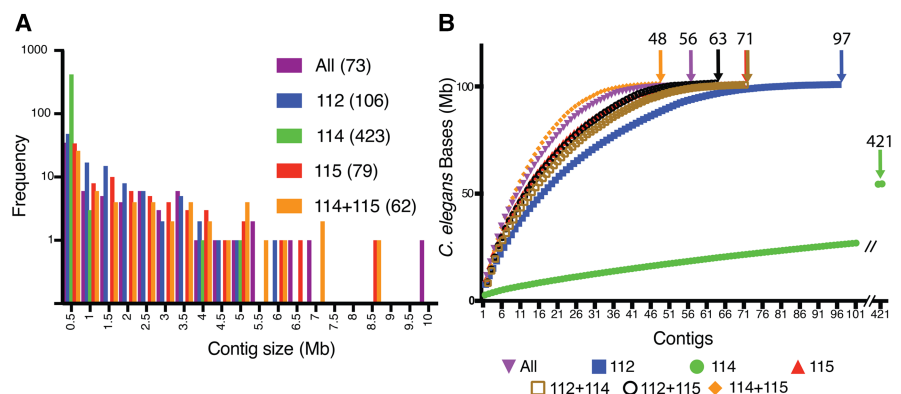 A
Frequency
1000
100
10
1
0.5 1 1.5 2 2.5 3 3.5 4 4.5 5 5.5 6 6.5 7 7.5 8 8.5 9 9.5 10
Contig size (Mb)
All (73)
112 (106)
114 (423)
115 (79)
114+115 (62)
B
C. elegans Bases (Mb)
100
50
0
48 56 63 71 97
421
//
1 6 11 16 21 26 31 36 41 46 51 56 61 66 71 76 81 86 91 96 101 // 421
Contigs
All 112 114 115
112+114 112+115 114+115